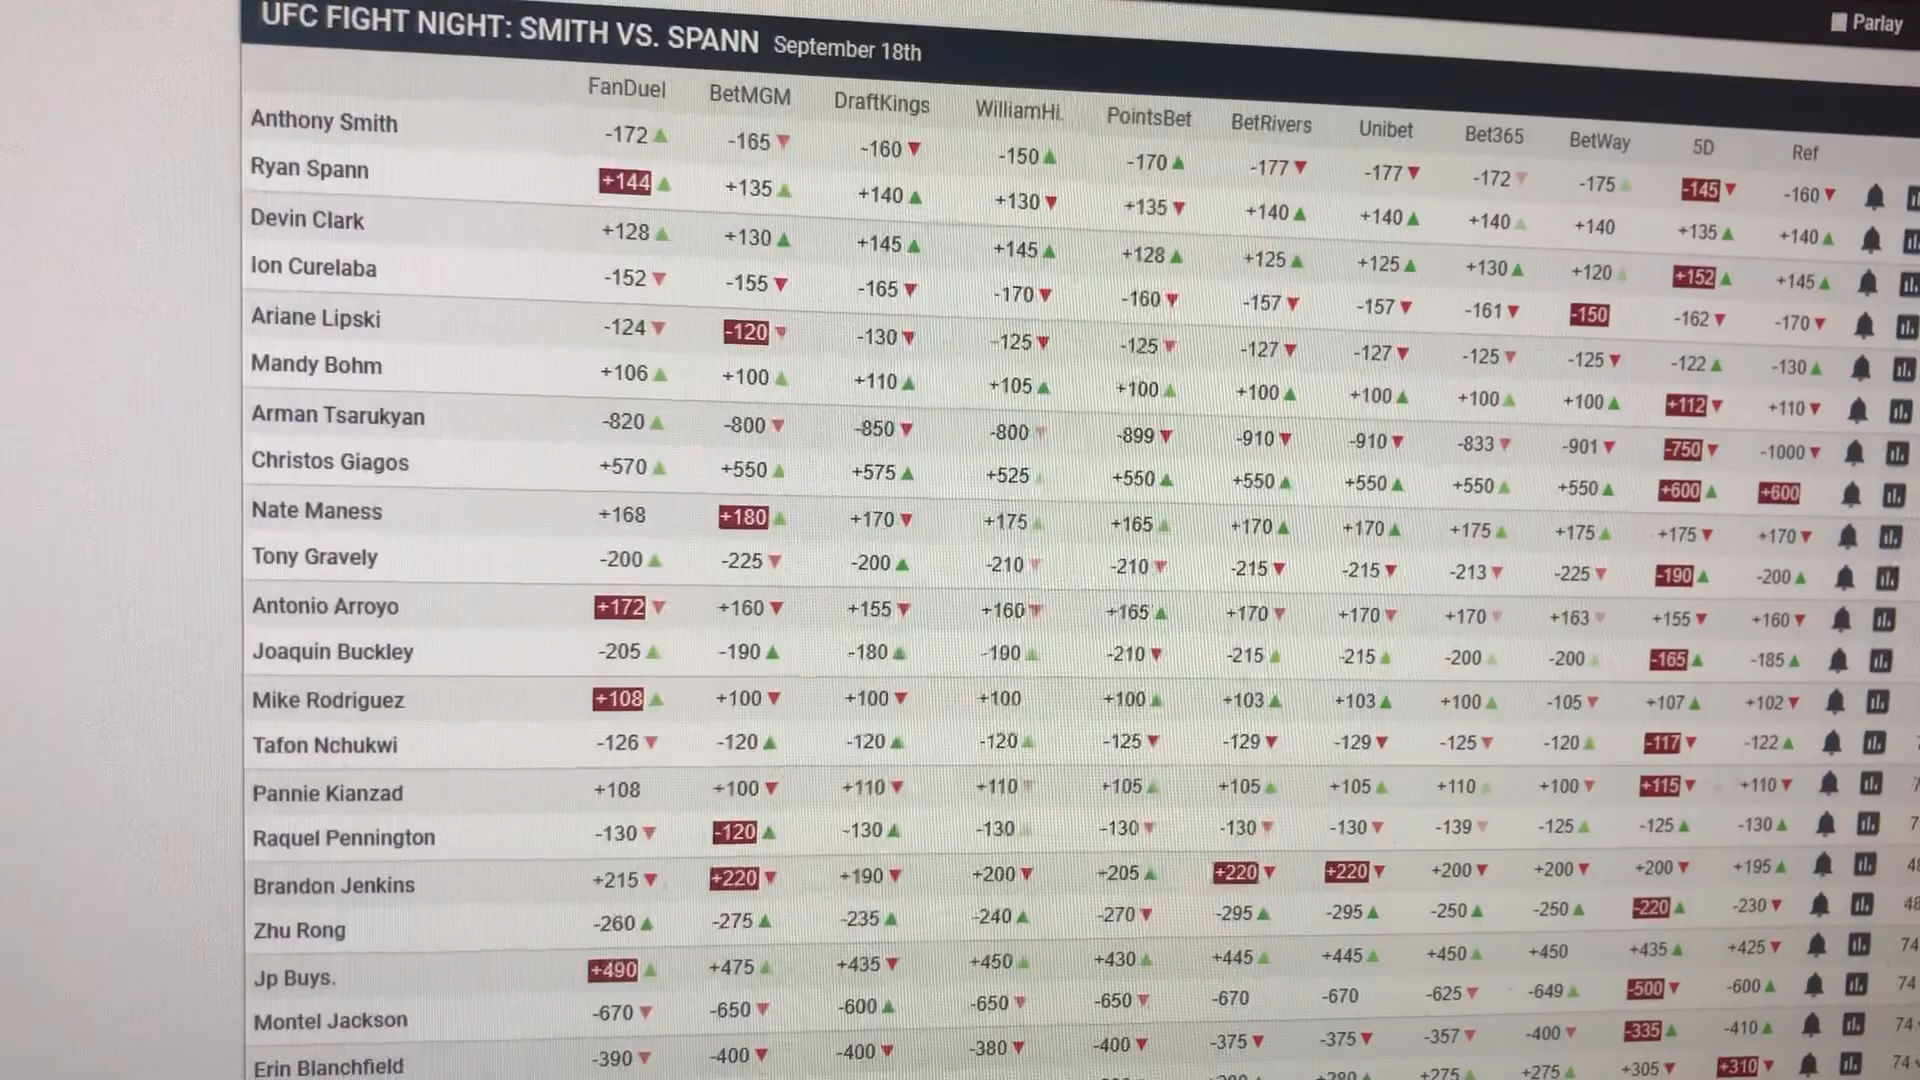 Parlay
UFC FIGHT NIGHT: SMITH VS. SPANN September 18th
FanDuel BetMGM DraftKings WilliamHi. PointsBet BetRivers Unibet Bet365 BetWay 5D Ref
Anthony Smith -172 -165 -160 -150 -170 -177 -177 -172 -175 -145 -160
Ryan Spann +144 +135 +140 +130 +135 +140 +140 +140 +140 +135 +140
Devin Clark +128 +130 +145 +145 +128 +125 +125 +130 +120 +152 +145
Ion Curelaba -152 -155 -165 -170 -160 -157 -157 -161 -150 -162 -170
Ariane Lipski -124 -120 -130 -125 -125 -127 -127 -125 -125 -122 -130
Mandy Bohm +106 +100 +110 +105 +100 +100 +100 +100 +100 +112 +110
Arman Tsarukyan -820 -800 -850 -800 -899 -910 -910 -833 -901 -750 -1000
Christos Giagos +570 +550 +575 +525 +550 +550 +550 +550 +550 +600 +600
Nate Maness +168 +180 +170 +175 +165 +170 +170 +175 +175 +175 +170
Tony Gravely -200 -225 -200 -210 -210 -215 -215 -213 -225 -190 -200
Antonio Arroyo +172 +160 +155 +160 +165 +170 +170 +170 +163 +155 +160
Joaquin Buckley -205 -190 -180 -190 -210 -215 -215 -200 -200 -165 -185
Mike Rodriguez +108 +100 +100 +100 +100 +103 +103 +100 -105 +107 +102
Tafon Nchukwi -126 -120 -120 -120 -125 -129 -129 -125 -120 -117 -122
Pannie Kianzad +108 +100 +110 +110 +105 +105 +105 +110 +100 +115 +110
Raquel Pennington -130 -120 -130 -130 -130 -130 -130 -139 -125 -125 -130
Brandon Jenkins +215 +220 +190 +200 +205 +220 +220 +200 +200 +200 +195
Zhu Rong -260 -275 -235 -240 -270 -295 -295 -250 -250 -220 -230
Jp Buys. +490 +475 +435 +450 +430 +445 +445 +450 +450 +435 +425 74
Montel Jackson -670 -650 -600 -650 -650 -670 -670 -625 -649 -500 -600 74
Erin Blanchfield -390 -400 -400 -380 -400 -375 -375 -357 -400 -335 -410 74
+275 +275 +305 +310 74